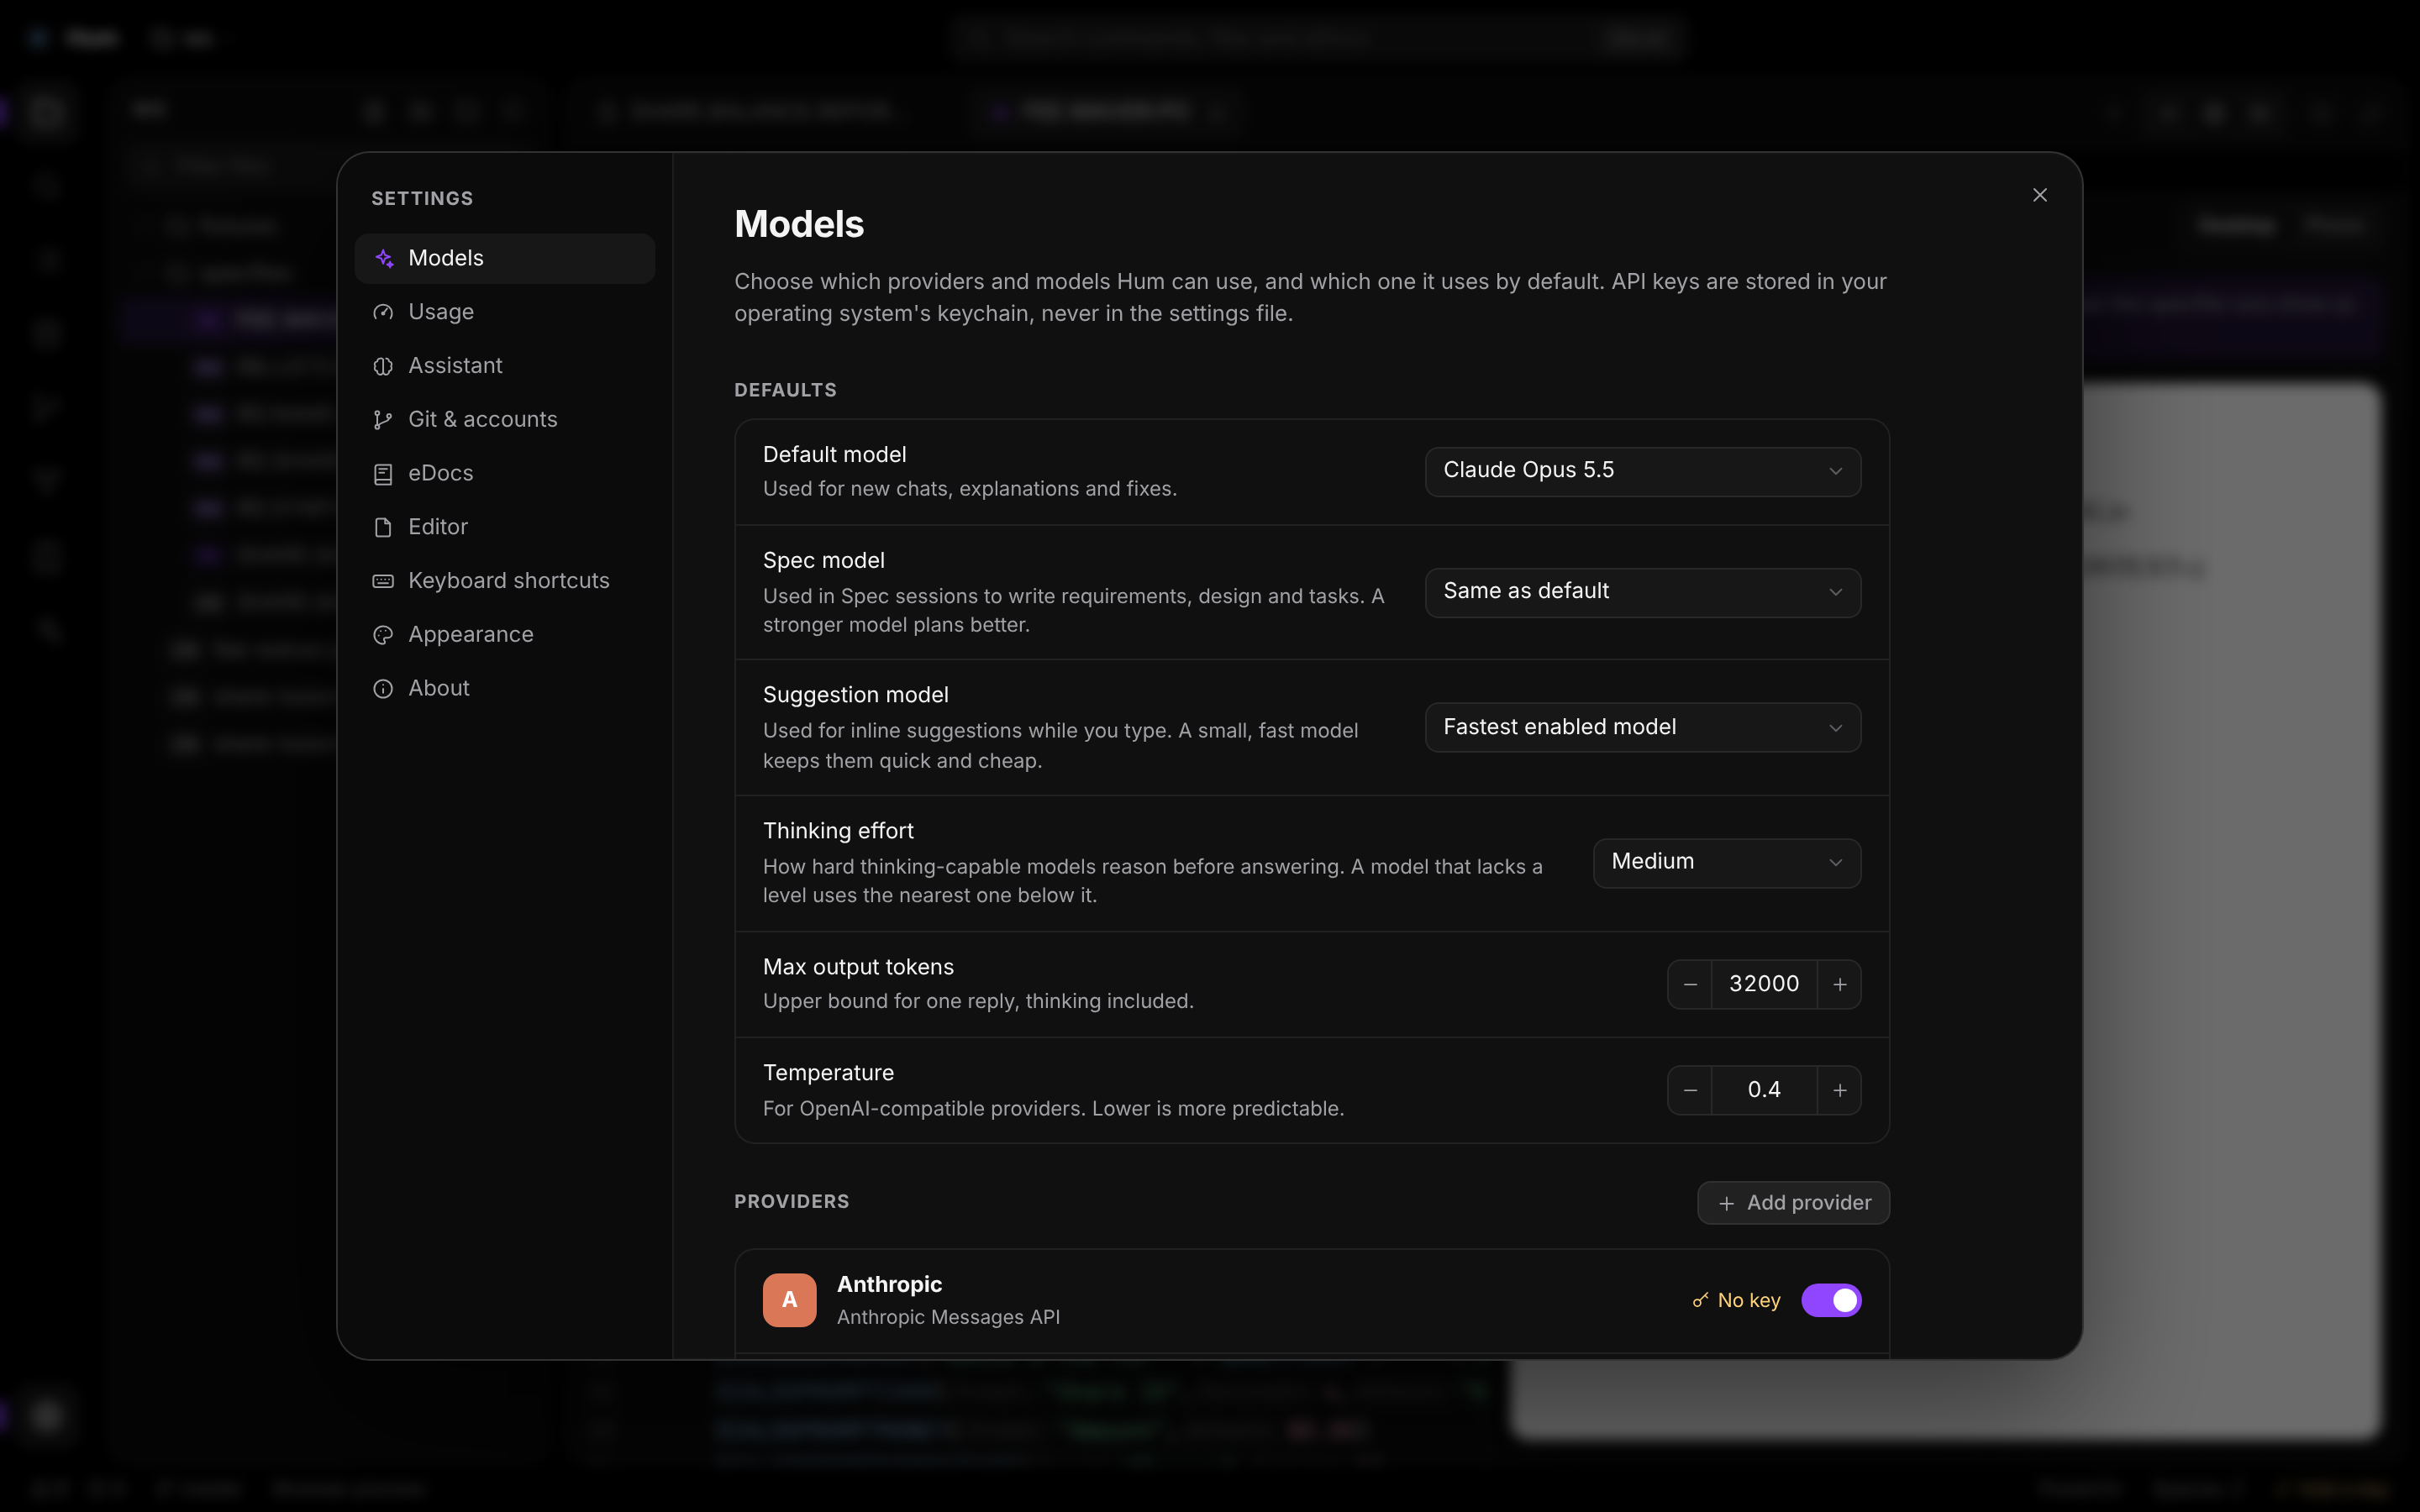 SETTINGS
Models
Usage
Assistant
Git & accounts
eDocs
Editor
Keyboard shortcuts
Appearance
About
Models
Choose which providers and models Hum can use, and which one it uses by default. API keys are stored in your
operating system's keychain, never in the settings file.
DEFAULTS
Default model
Used for new chats, explanations and fixes.
Claude Opus 5.5
Spec model
Used in Spec sessions to write requirements, design and tasks. A
stronger model plans better.
Same as default
Suggestion model
Used for inline suggestions while you type. A small, fast model
keeps them quick and cheap.
Fastest enabled model
Thinking effort
How hard thinking-capable models reason before answering. A model that lacks a
level uses the nearest one below it.
Medium
Max output tokens
Upper bound for one reply, thinking included.
32000
Temperature
For OpenAI-compatible providers. Lower is more predictable.
0.4
PROVIDERS
Add provider
A
Anthropic
Anthropic Messages API
No key